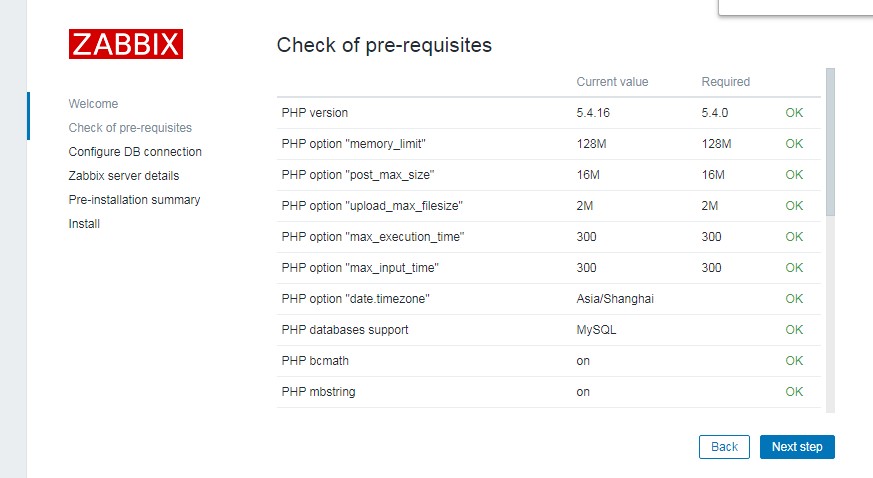 ZABBIX
Welcome
Check of pre-requisites
Configure DB connection
Zabbix server details
Pre-installation summary
Install
Check of pre-requisites
Current value Required
PHP version 5.4.16 5.4.0 OK
PHP option "memory_limit" 128M 128M OK
PHP option "post_max_size" 16M 16M OK
PHP option "upload_max_filesize" 2M 2M OK
PHP option "max_execution_time" 300 300 OK
PHP option "max_input_time" 300 300 OK
PHP option "date.timezone" Asia/Shanghai OK
PHP databases support MySQL OK
PHP bcmath on OK
PHP mbstring on OK
Back Next step